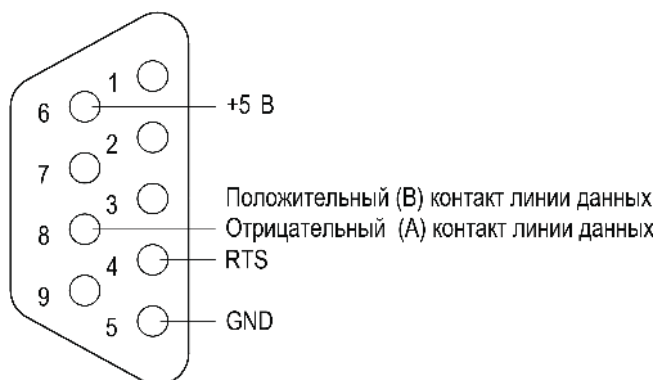 1
6
+5 В
2
7
3
Положительный (В) контакт линии данных
8
Отрицательный (А) контакт линии данных
4
RTS
9
5
GND